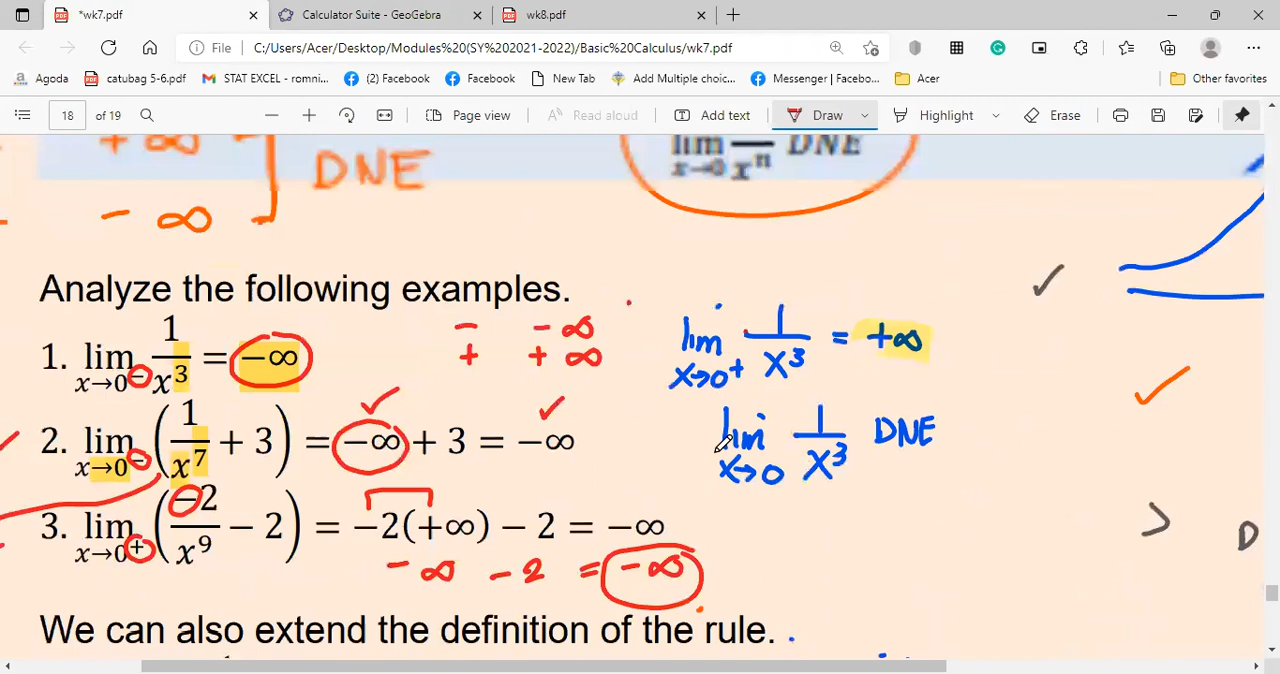 *wk7.pdf
Calculator Suite - GeoGebra
wk8.pdf
File
C:/Users/Acer/Desktop/Modules%20(SY%202021-2022)/Basic%20Calculus/wk7.pdf
Agoda
catubag 5-6.pdf
STAT EXCEL - romni...
(2) Facebook
Facebook
New Tab
Add Multiple choic...
Messenger | Facebo...
Acer
Other favorites
18 of 19
Page view
Read aloud
Add text
Draw
Highlight
Erase
+∞
DNE
-∞
lim x→0 — xⁿ DNE
Analyze the following examples.
- -∞
+ +∞
1. lim x→0⁻ 1/x³ = -∞
lim x→0⁺ 1/x³ = +∞
2. lim x→0⁻ (1/x⁷ + 3) = -∞ + 3 = -∞
lim x→0 1/x³ DNE
3. lim x→0⁺ (-2/x⁹ - 2) = -2(+∞) - 2 = -∞
-∞ -2 = -∞
> D
We can also extend the definition of the rule.